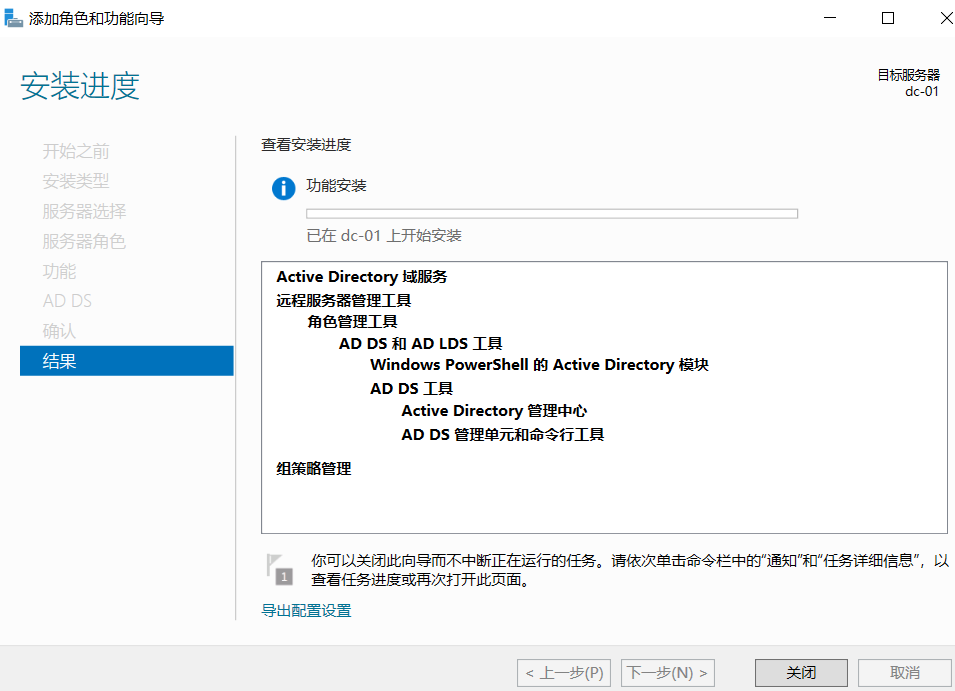 添加角色和功能向导
安装进度
目标服务器
dc-01
开始之前
安装类型
服务器选择
服务器角色
功能
AD DS
确认
结果
查看安装进度
功能安装
已在 dc-01 上开始安装
Active Directory 域服务
远程服务器管理工具
角色管理工具
AD DS 和 AD LDS 工具
Windows PowerShell 的 Active Directory 模块
AD DS 工具
Active Directory 管理中心
AD DS 管理单元和命令行工具
组策略管理
1
你可以关闭此向导而不中断正在运行的任务。请依次单击命令栏中的“通知”和“任务详细信息”，以
查看任务进度或再次打开此页面。
导出配置设置
< 上一步(P)
下一步(N) >
关闭
取消